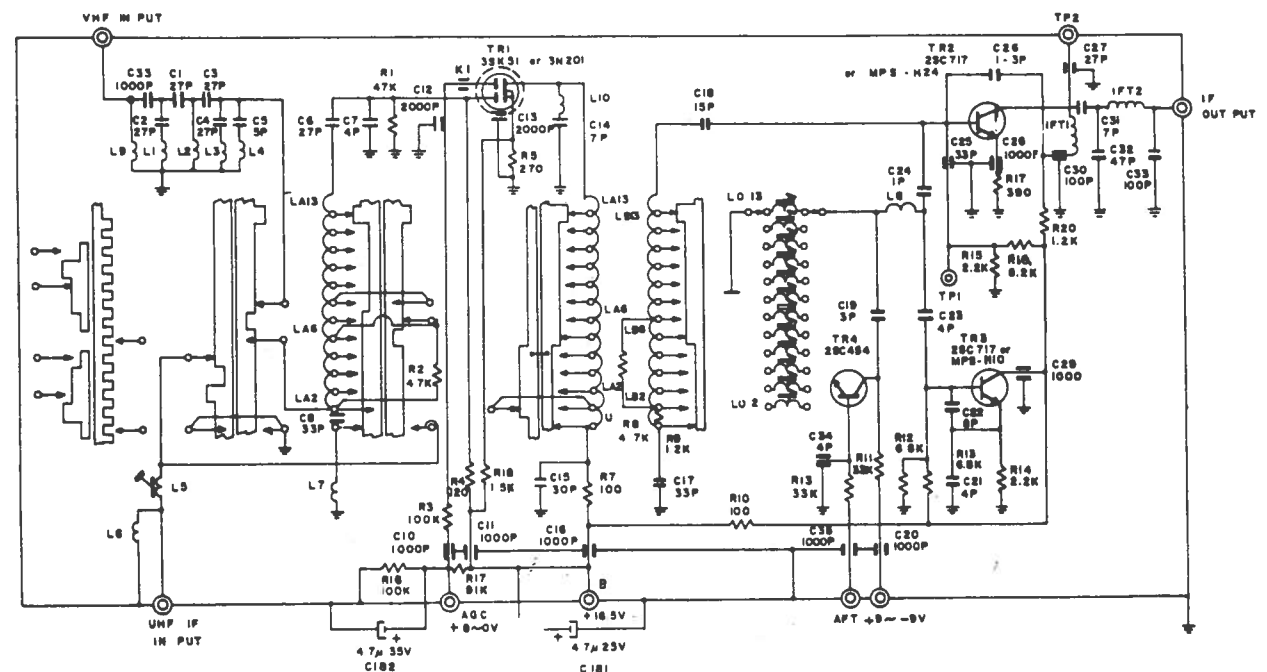 VHF IN PUT
TP2
TR1
3SK51 or 3N201
TR2
2SC717
or MPS-H24
C26
1-3P
C27
27P
IFT2
IF
OUT PUT
C33
1000P
C1
27P
C3
27P
K1
R1
47K
C12
2000P
L10
C18
15P
C2
27P
C4
27P
C5
5P
C6
27P
C7
4P
C13
2000P
C14
7P
IFT1
C31
7P
L9
L1
L2
L3
L4
R5
270
C25
33P
C26
1000P
C32
47P
C33
100P
C24
1P
R17
390
C30
100P
LA13
LA13
LB13
LO 13
L8
R20
1.2K
R15
2.2K
8.2K
TP1
C19
3P
C23
4P
LA6
LA6
LB6
TR4
2SC454
TR3
2SC717 or
MPS-H10
C29
1000
R2
47K
LA2
LB2
LO 2
C8
33P
U
R8
4.7K
R9
1.2K
C22
C34
4P
R12
6.8K
R13
6.8K
L5
L7
R4
R18
1.5K
C15
30P
R7
100
C17
33P
R13
33K
R11
33K
C21
4P
R14
2.2K
R3
100K
L6
C10
1000P
C11
1000P
C16
1000P
R10
100
1000P
C20
1000P
R16
100K
R17
91K
B
+16.5V
UHF IF
IN PUT
AGC
+8~0V
AFT +9~-9V
+
4.7μ 35V
C182
+
4.7μ 25V
C181